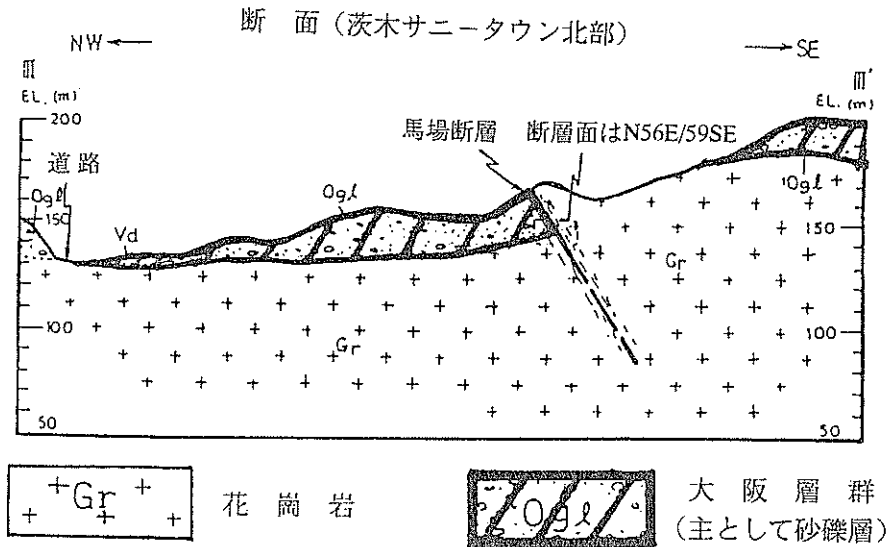 断 面 (茨木サニータウン北部)
NW ← → SE
III III'
EL. (m) EL. (m)
200 200
馬場断層 断層面はN56E/59SE
道路
Ogl Ogl Ogl
150 150
Vd
Gr
100 100
Gr
50 50
Gr 花崗岩
Ogl 大阪層群
(主として砂礫層)